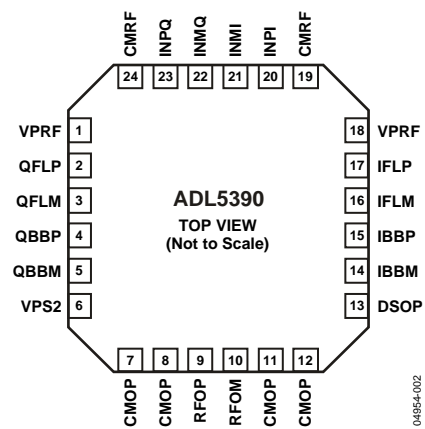 CMRF INPQ INMQ INMI INPI CMRF
24 23 22 21 20 19
VPRF 1 18 VPRF
QFLP 2 17 IFLP
QFLM 3 16 IFLM
QBBP 4 15 IBBP
QBBM 5 14 IBBM
VPS2 6 13 DSOP
ADL5390
TOP VIEW
(Not to Scale)
7 8 9 10 11 12
CMOP CMOP RFOP RFOM CMOP CMOP
04954-002